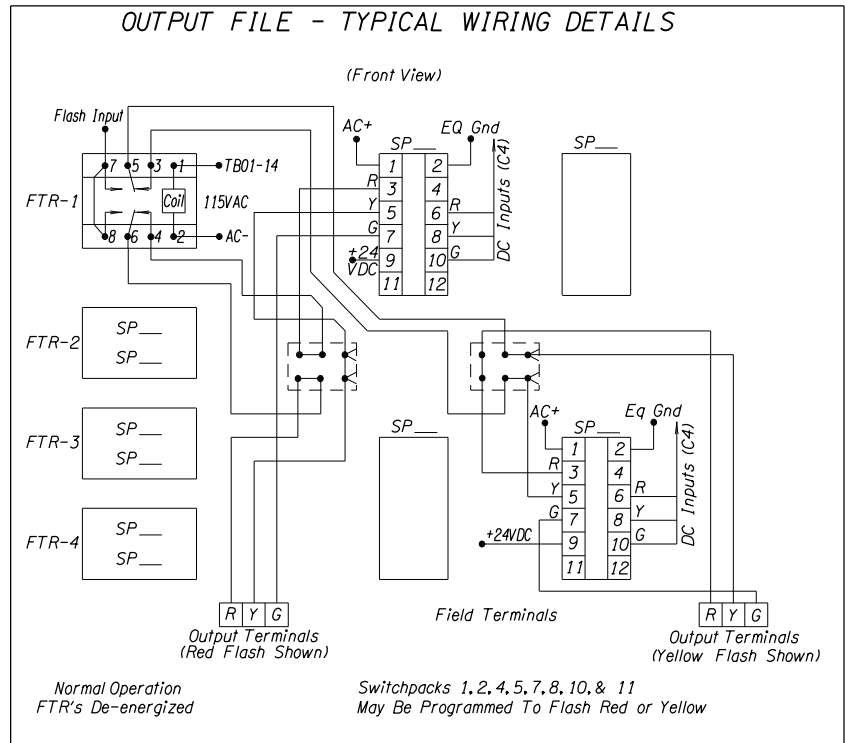 OUTPUT FILE - TYPICAL WIRING DETAILS
(Front View)
Flash Input
AC+
SP__
EQ Gnd
SP__
7 5 3 1
TB01-14
FTR-1
Coil
115VAC
8 6 4 2
AC-
1 2
R 3 4
Y 5 6 R
G 7 8 Y
+24 VDC 9 10 G
11 12
DC Inputs (C4)
FTR-2
SP__
SP__
FTR-3
SP__
SP__
FTR-4
SP__
SP__
SP__
AC+
SP__
Eq Gnd
1 2
R 3 4
Y 5 6 R
G 7 8 Y
+24VDC 9 10 G
11 12
DC Inputs (C4)
R Y G
Output Terminals
(Red Flash Shown)
Field Terminals
R Y G
Output Terminals
(Yellow Flash Shown)
Normal Operation
FTR's De-energized
Switchpacks 1,2,4,5,7,8,10,& 11
May Be Programmed To Flash Red or Yellow